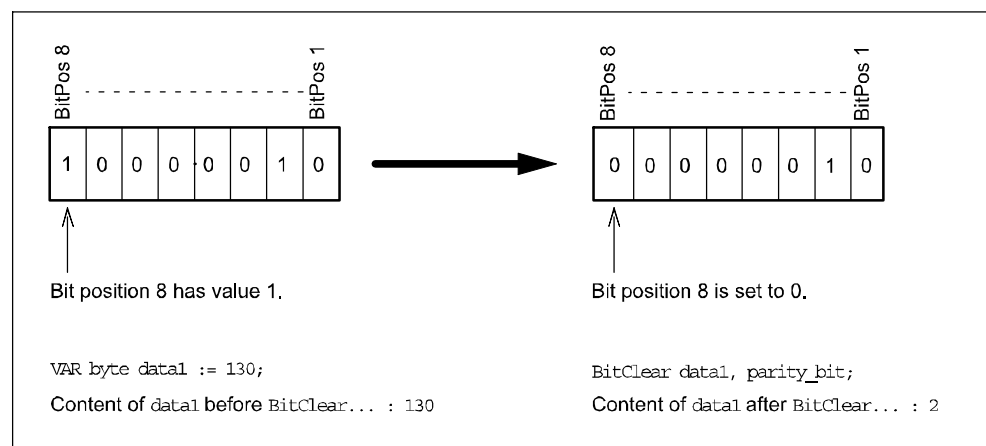 BitPos 8 BitPos 1 BitPos 8 BitPos 1
1 0 0 0 0 0 1 0 0 0 0 0 0 0 1 0
Bit position 8 has value 1. Bit position 8 is set to 0.
VAR byte data1 := 130; BitClear data1, parity_bit;
Content of data1 before BitClear... : 130 Content of data1 after BitClear... : 2